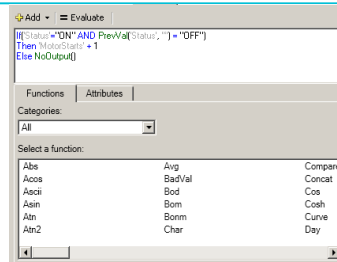 Add Evaluate
If('Status'="ON" AND PrevVal('Status', "") = "OFF")
Then 'MotorStarts' + 1
Else NoOutput()
Functions Attributes
Categories:
All
Select a function:
Abs Avg Compare
Acos BadVal Concat
Ascii Bod Cos
Asin Bom Cosh
Atn Bonm Curve
Atn2 Char Day